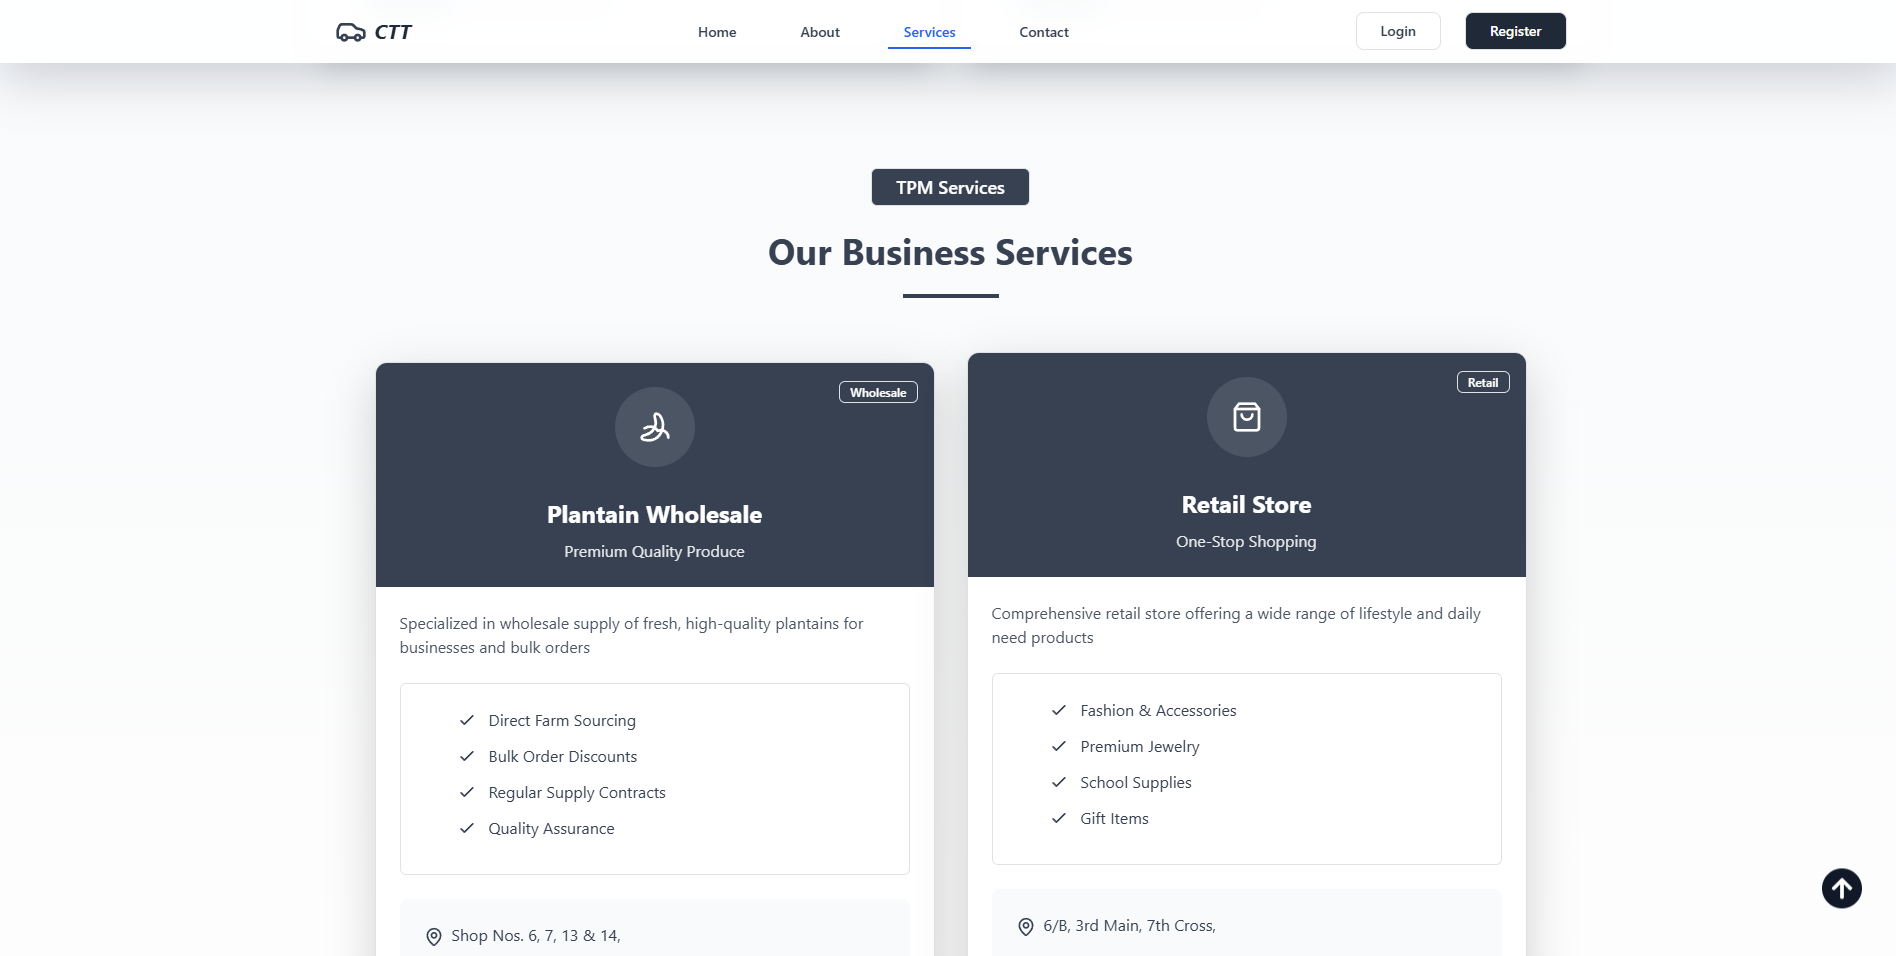 CTT
Home
About
Services
Contact
Login
Register
TPM Services
Our Business Services
Wholesale
Plantain Wholesale
Premium Quality Produce
Specialized in wholesale supply of fresh, high-quality plantains for
businesses and bulk orders
Direct Farm Sourcing
Bulk Order Discounts
Regular Supply Contracts
Quality Assurance
Shop Nos. 6, 7, 13 & 14,
Retail
Retail Store
One-Stop Shopping
Comprehensive retail store offering a wide range of lifestyle and daily
need products
Fashion & Accessories
Premium Jewelry
School Supplies
Gift Items
6/B, 3rd Main, 7th Cross,